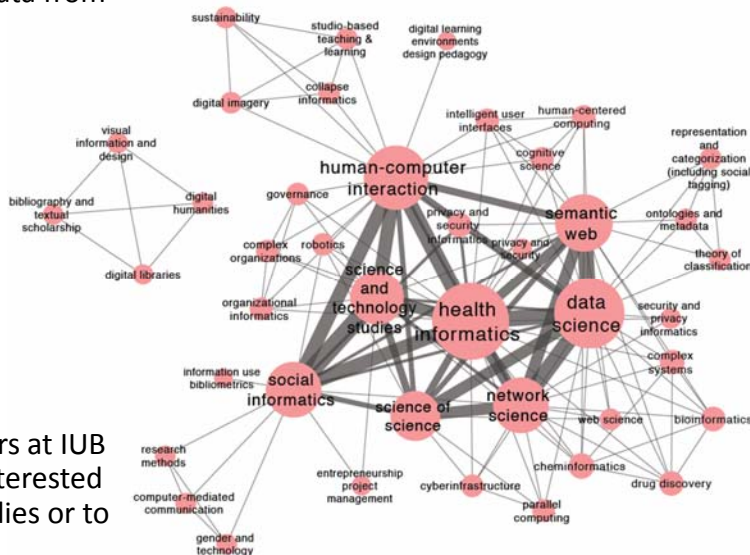 data from
sustainability
studio-based
teaching &
learning
digital learning
environments
design pedagogy
digital imagery
collapse
informatics
intelligent user
interfaces
human-centered
computing
visual
information and
design
representation
and
categorization
(including social
tagging)
cognitive
science
human-computer
interaction
governance
bibliography and
textual
scholarship
digital
humanities
privacy and
security
informatics
semantic
web
ontologies and
metadata
complex
organizations
robotics
privacy and
security
theory of
classification
digital libraries
science
and
technology
studies
organizational
informatics
health
informatics
data
science
security and
privacy
informatics
complex
systems
information use
bibliometrics
social
informatics
science of
science
network
science
web science
bioinformatics
rs at IUB
terested
lies or to
research
methods
computer-mediated
communication
gender and
technology
entrepreneurship
project
management
cyberinfrastructure
cheminformatics
drug discovery
parallel
computing